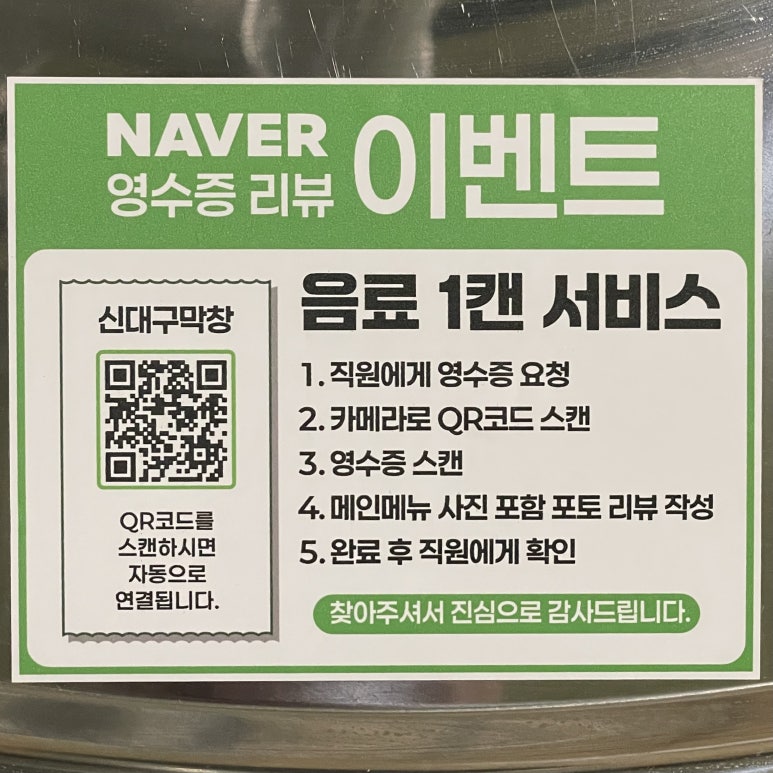 NAVER
영수증 리뷰
이벤트
신대구막창
QR코드를
스캔하시면
자동으로
연결됩니다.
음료 1캔 서비스
1. 직원에게 영수증 요청
2. 카메라로 QR코드 스캔
3. 영수증 스캔
4. 메인메뉴 사진 포함 포토 리뷰 작성
5. 완료 후 직원에게 확인
찾아주셔서 진심으로 감사드립니다.